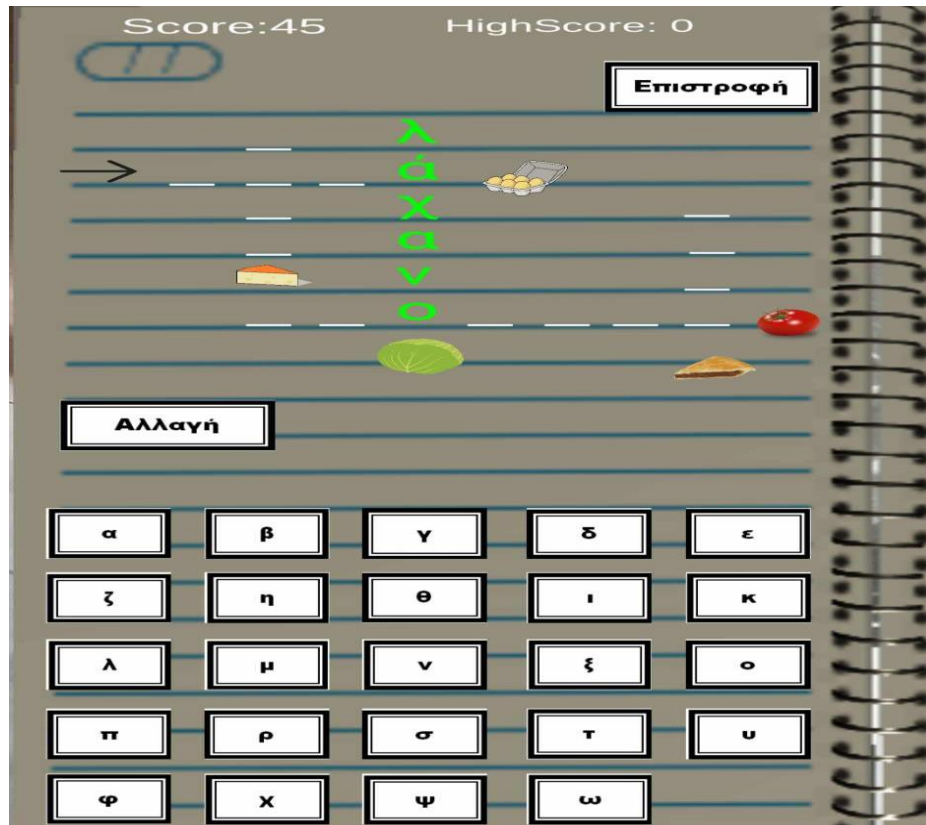 Score:45 HighScore: 0
Επιστροφή
λ
ά
χ
α
ν
ο
Αλλαγή
α β γ δ ε
ζ η θ ι κ
λ μ ν ξ ο
π ρ σ τ υ
φ χ ψ ω